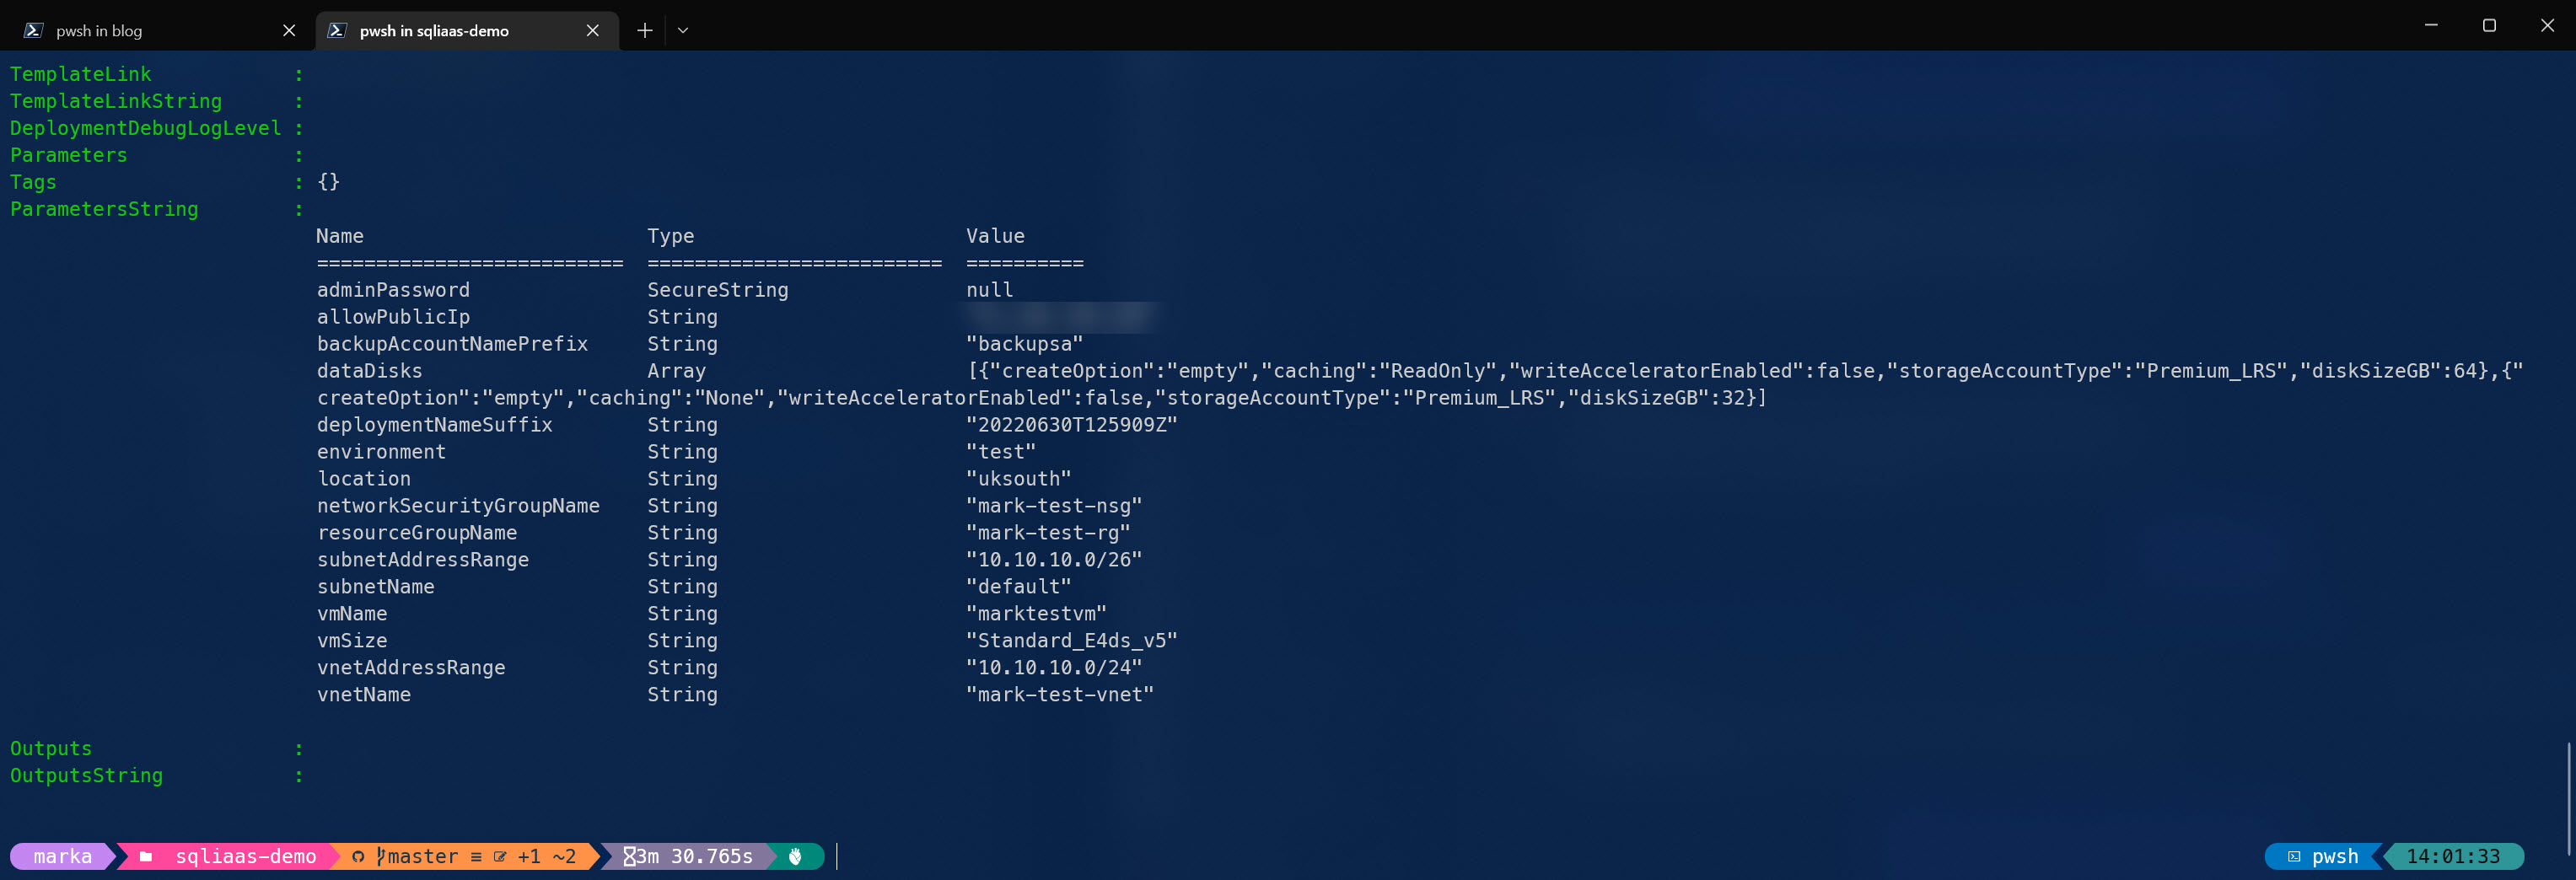 pwsh in blog pwsh in sqliaas-demo
TemplateLink :
TemplateLinkString :
DeploymentDebugLogLevel :
Parameters :
Tags : {}
ParametersString :
Name Type Value
========================== ========================= ==========
adminPassword SecureString null
allowPublicIp String
backupAccountNamePrefix String "backupsa"
dataDisks Array [{"createOption":"empty","caching":"ReadOnly","writeAcceleratorEnabled":false,"storageAccountType":"Premium_LRS","diskSizeGB":64},{"
createOption":"empty","caching":"None","writeAcceleratorEnabled":false,"storageAccountType":"Premium_LRS","diskSizeGB":32}]
deploymentNameSuffix String "20220630T125909Z"
environment String "test"
location String "uksouth"
networkSecurityGroupName String "mark-test-nsg"
resourceGroupName String "mark-test-rg"
subnetAddressRange String "10.10.10.0/26"
subnetName String "default"
vmName String "marktestvm"
vmSize String "Standard_E4ds_v5"
vnetAddressRange String "10.10.10.0/24"
vnetName String "mark-test-vnet"
Outputs :
OutputsString :
marka sqliaas-demo master ≡ +1 ~2 3m 30.765s pwsh 14:01:33